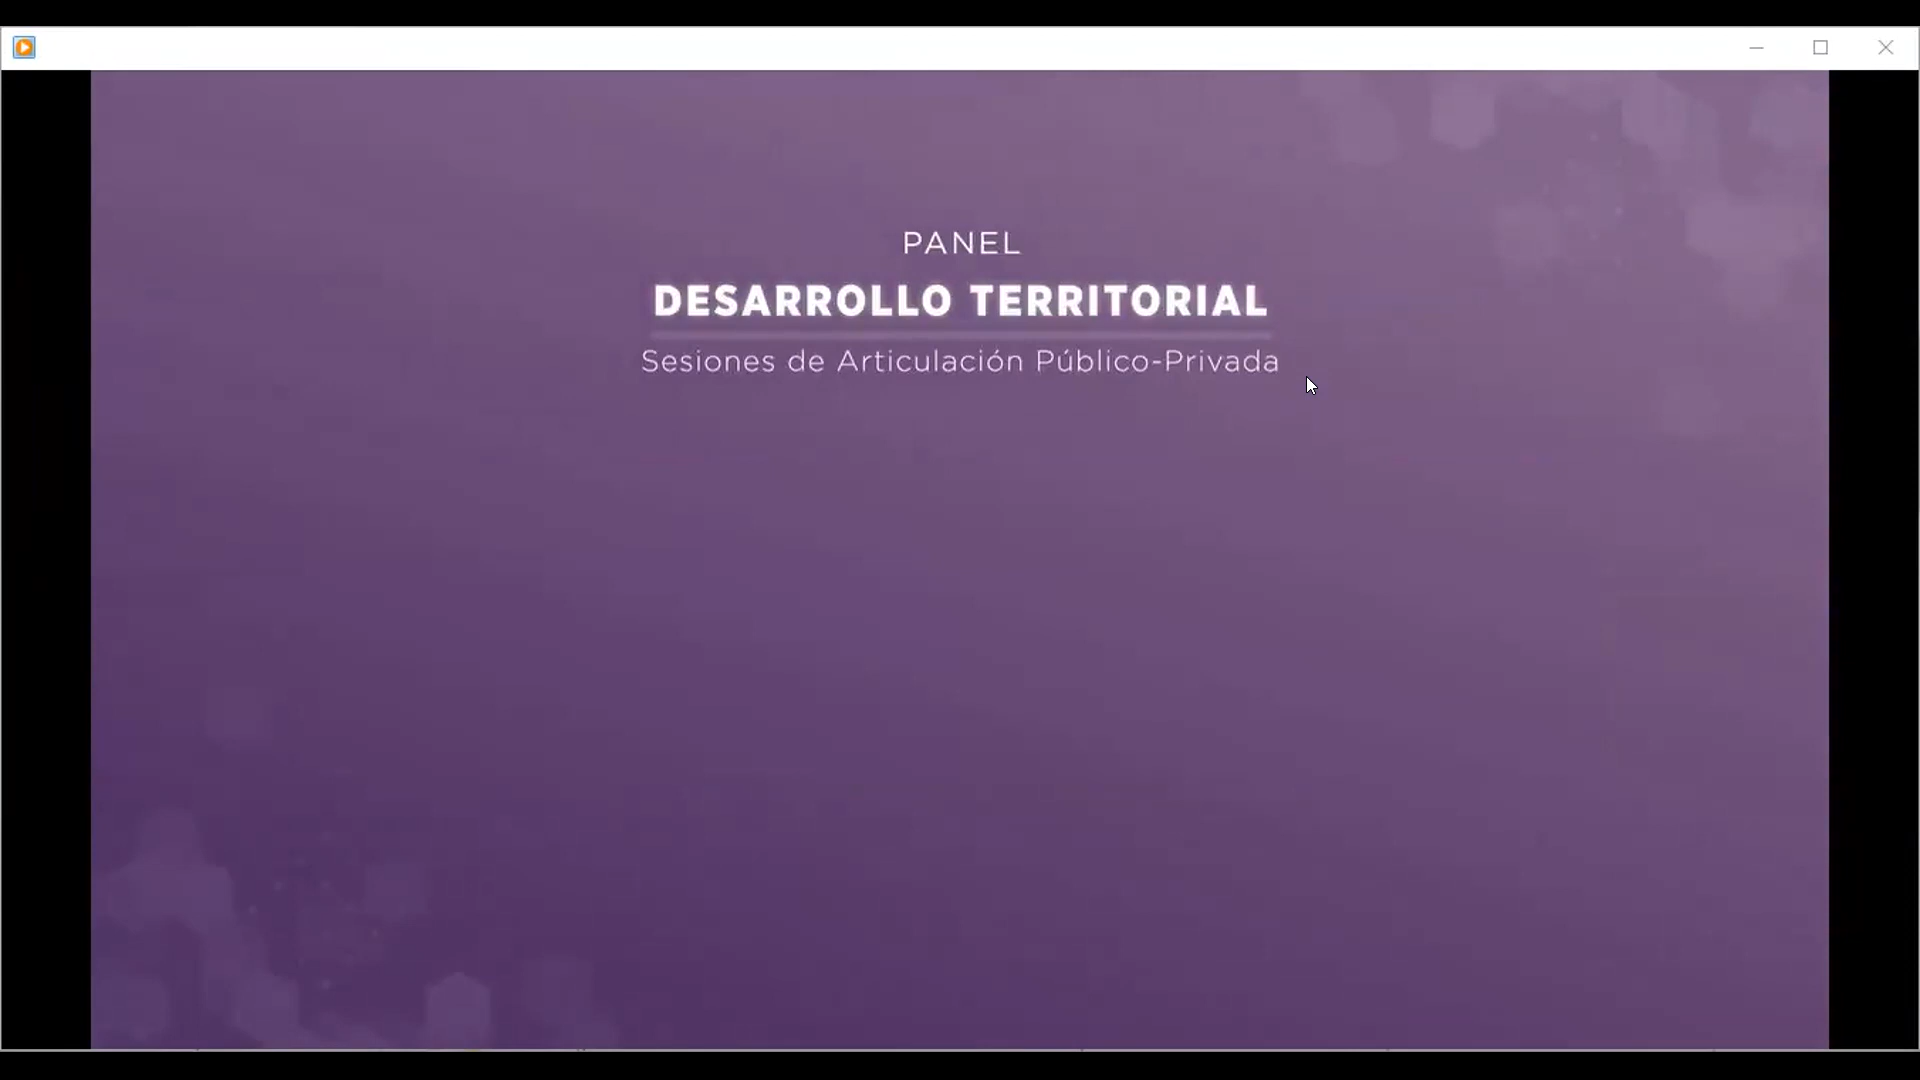 PANEL
DESARROLLO TERRITORIAL
Sesiones de Articulación Público-Privada